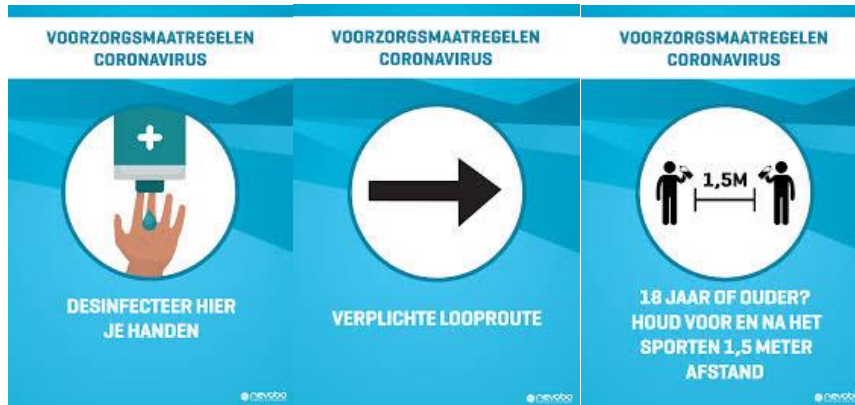 VOORZORGSMAATREGELEN
CORONAVIRUS
DESINFECTEER HIER
JE HANDEN
nevobo
VOORZORGSMAATREGELEN
CORONAVIRUS
VERPLICHTE LOOPROUTE
nevobo
VOORZORGSMAATREGELEN
CORONAVIRUS
1,5M
18 JAAR OF OUDER?
HOUD VOOR EN NA HET
SPORTEN 1,5 METER
AFSTAND
nevobo